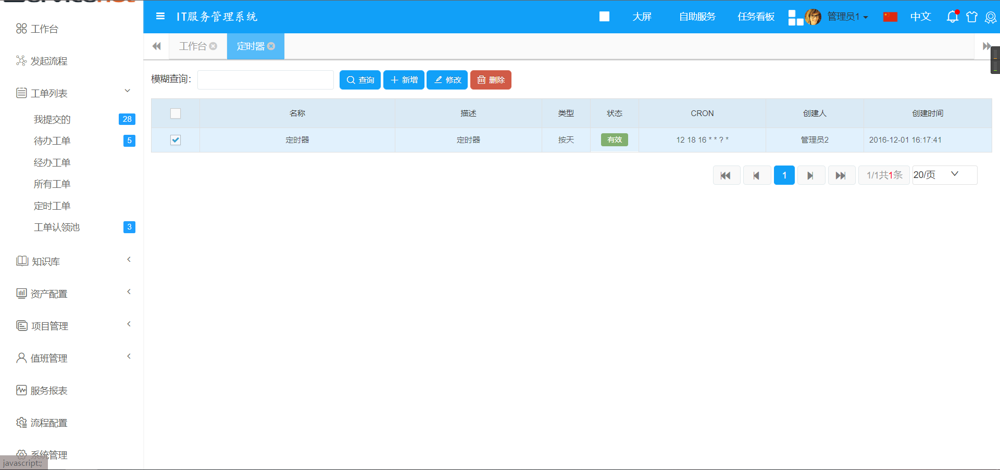 IT服务管理系统
大屏
自助服务
任务看板
管理员1
中文
工作台
定时器
工作台
发起流程
工单列表
我提交的 28
待办工单 5
经办工单
所有工单
定时工单
工单认领池 3
知识库
资产配置
项目管理
值班管理
服务报表
流程配置
系统管理
javascript:;
模糊查询:
查询
新增
修改
删除
名称 描述 类型 状态 CRON 创建人 创建时间
定时器 定时器 按天 有效 12 18 16 * * ? * 管理员2 2016-12-01 16:17:41
1
1/1共1条
20/页